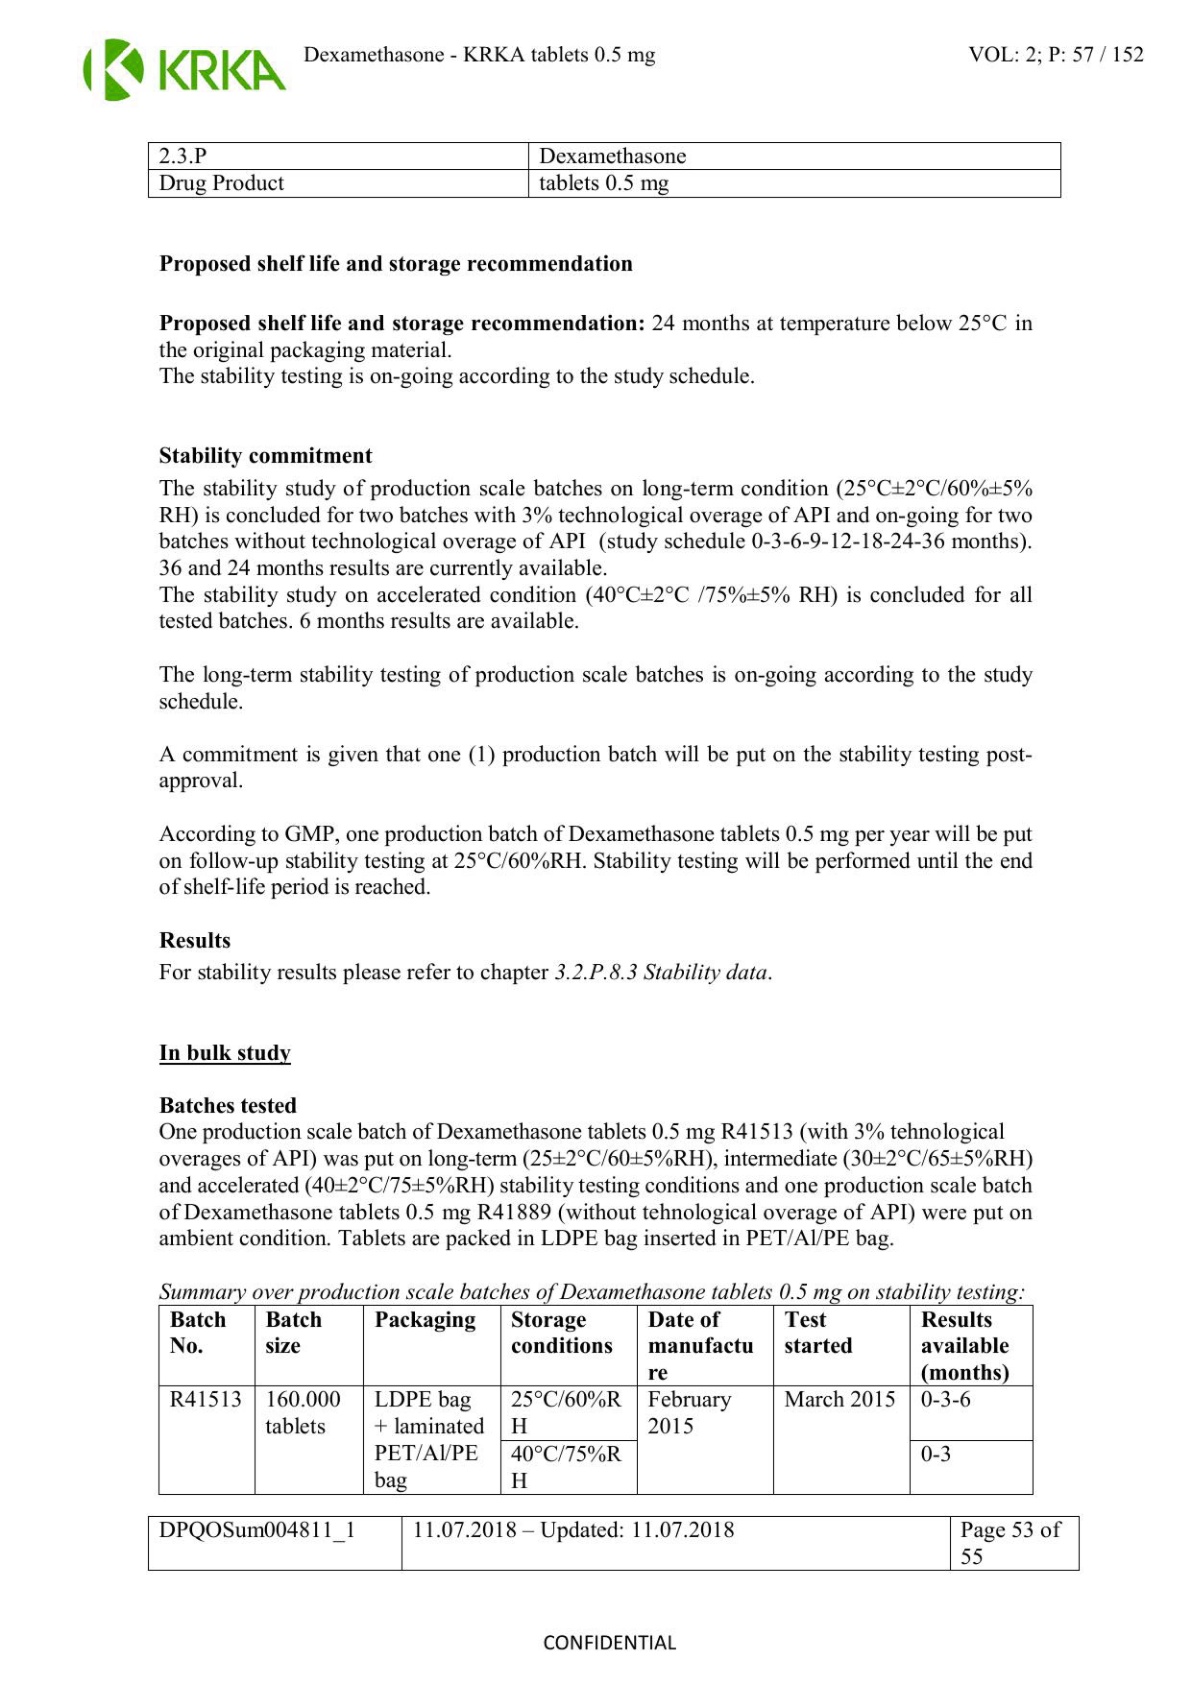 KRKA
Dexamethasone - KRKA tablets 0.5 mg
VOL: 2; P: 57 / 152
2.3.P
Dexamethasone
Drug Product
tablets 0.5 mg
Proposed shelf life and storage recommendation
Proposed shelf life and storage recommendation: 24 months at temperature below 25°C in
the original packaging material.
The stability testing is on-going according to the study schedule.
Stability commitment
The stability study of production scale batches on long-term condition (25°C±2°C/60%±5%
RH) is concluded for two batches with 3% technological overage of API and on-going for two
batches without technological overage of API (study schedule 0-3-6-9-12-18-24-36 months).
36 and 24 months results are currently available.
The stability study on accelerated condition (40°C±2°C /75%±5% RH) is concluded for all
tested batches. 6 months results are available.
The long-term stability testing of production scale batches is on-going according to the study
schedule.
A commitment is given that one (1) production batch will be put on the stability testing post-
approval.
According to GMP, one production batch of Dexamethasone tablets 0.5 mg per year will be put
on follow-up stability testing at 25°C/60%RH. Stability testing will be performed until the end
of shelf-life period is reached.
Results
For stability results please refer to chapter 3.2.P.8.3 Stability data.
In bulk study
Batches tested
One production scale batch of Dexamethasone tablets 0.5 mg R41513 (with 3% tehnological
overages of API) was put on long-term (25±2°C/60±5%RH), intermediate (30±2°C/65±5%RH)
and accelerated (40±2°C/75±5%RH) stability testing conditions and one production scale batch
of Dexamethasone tablets 0.5 mg R41889 (without tehnological overage of API) were put on
ambient condition. Tablets are packed in LDPE bag inserted in PET/Al/PE bag.
Summary over production scale batches of Dexamethasone tablets 0.5 mg on stability testing:
Batch Batch Packaging Storage Date of Test Results
No. size conditions manufactu started available
re (months)
R41513 160.000 LDPE bag 25°C/60%R February March 2015 0-3-6
tablets + laminated H 2015
PET/Al/PE 40°C/75%R 0-3
bag H
DPQOSum004811_1 11.07.2018 – Updated: 11.07.2018 Page 53 of
55
CONFIDENTIAL